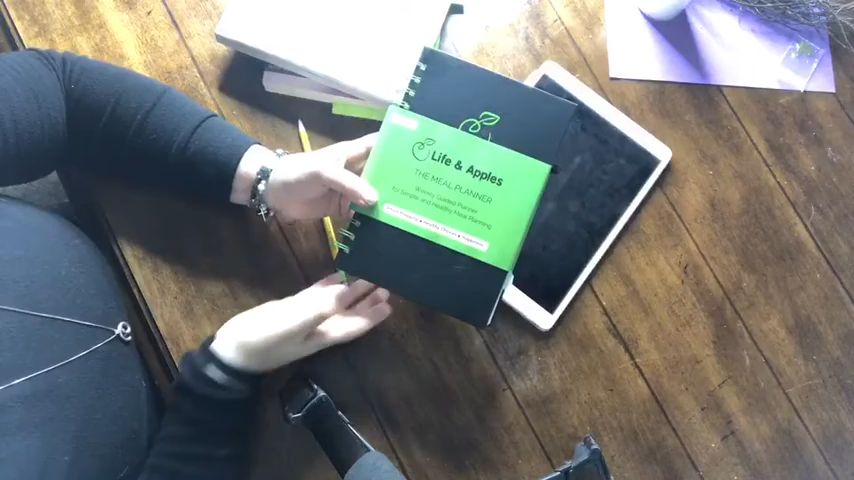 Life & Apples
THE MEAL PLANNER
Weekly Guided Planner
for Simple and Healthy Meal Planning